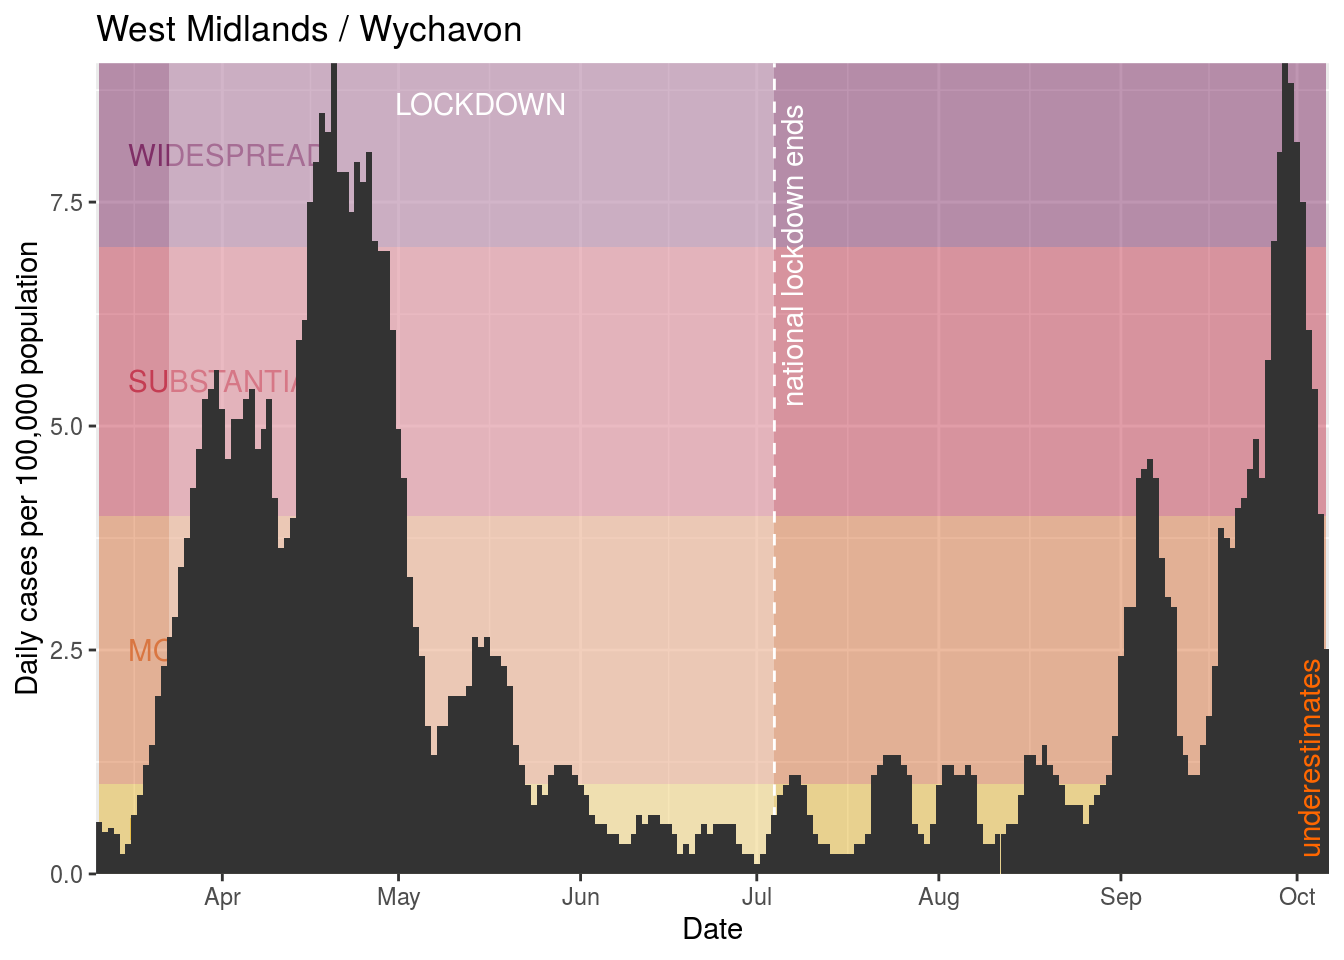 West Midlands / Wychavon
Daily cases per 100,000 population
7.5
5.0
2.5
0.0
LOCKDOWN
WIDESPREAD
SUBSTANTIA
MO
national lockdown ends
underestimates
Apr
May
Jun
Jul
Aug
Sep
Oct
Date